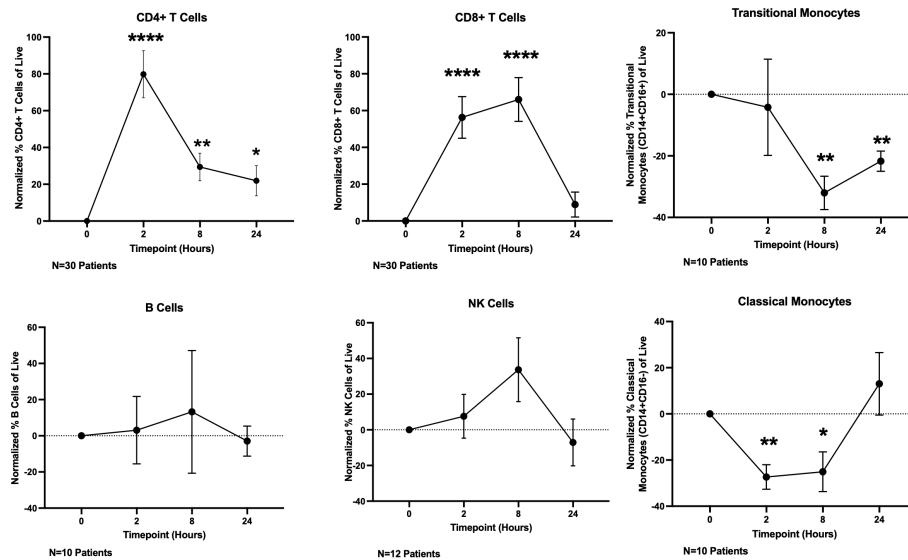 CD4+ T Cells
Normalized % CD4+ T Cells of Live
100
80
60
40
20
0
****
**
*
0 2 8 24
Timepoint (Hours)
N=30 Patients
CD8+ T Cells
Normalized % CD8+ T Cells of Live
100
80
60
40
20
0
****
****
0 2 8 24
Timepoint (Hours)
N=30 Patients
Transitional Monocytes
Normalized % Transitional
Monocytes (CD14+CD16+) of Live
20
0
-20
-40
**
**
0 2 8 24
Timepoint (Hours)
N=10 Patients
B Cells
Normalized % B Cells of Live
60
40
20
0
-20
-40
0 2 8 24
Timepoint (Hours)
N=10 Patients
NK Cells
Normalized % NK Cells of Live
60
40
20
0
-20
-40
0 2 8 24
Timepoint (Hours)
N=12 Patients
Classical Monocytes
Normalized % Classical
Monocytes (CD14+CD16-) of Live
40
20
0
-20
-40
**
*
0 2 8 24
Timepoint (Hours)
N=10 Patients